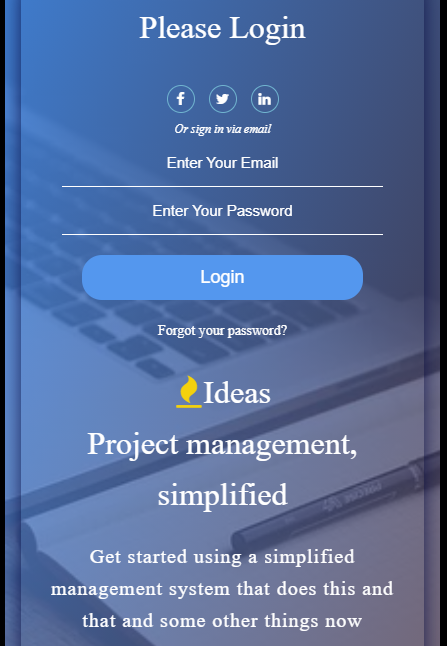 Please Login
Or sign in via email
Enter Your Email
Enter Your Password
Login
Forgot your password?
Ideas
Project management,
simplified
Get started using a simplified
management system that does this and
that and some other things now